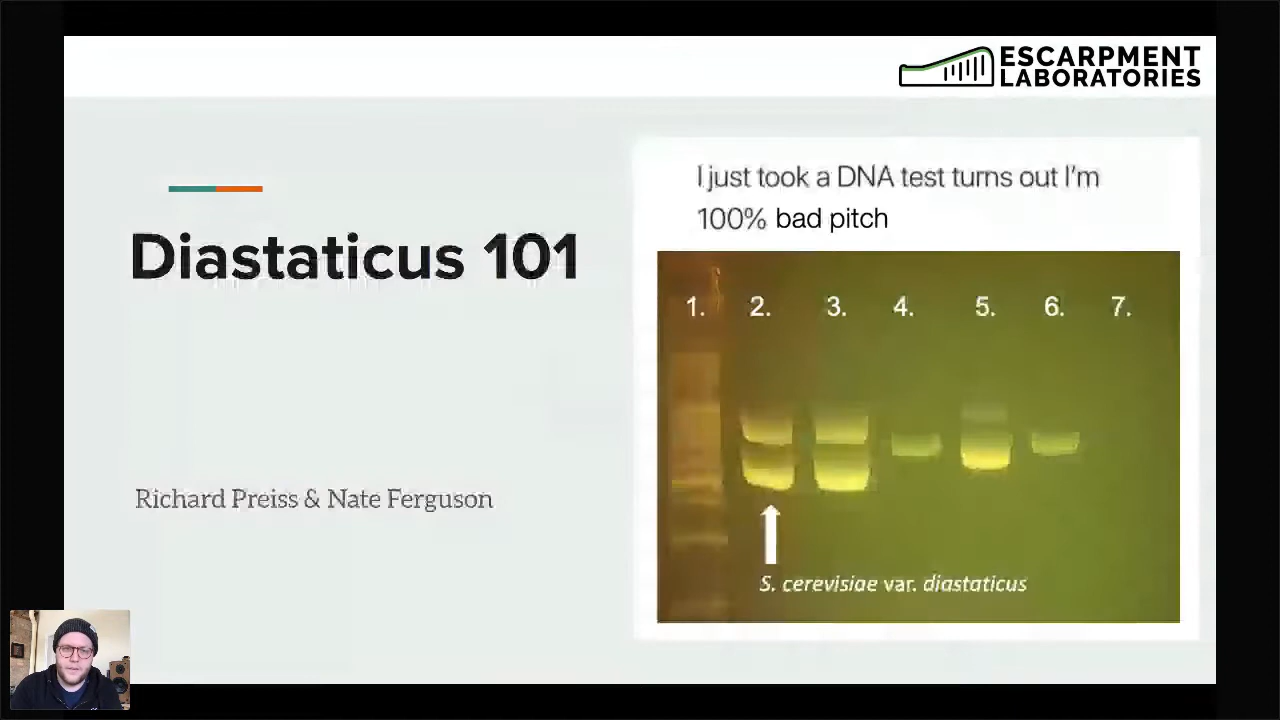 ESCARPMENT
LABORATORIES
I just took a DNA test turns out I'm
100% bad pitch
Diastaticus 101
1. 2. 3. 4. 5. 6. 7.
Richard Preiss & Nate Ferguson
S. cerevisiae var. diastaticus